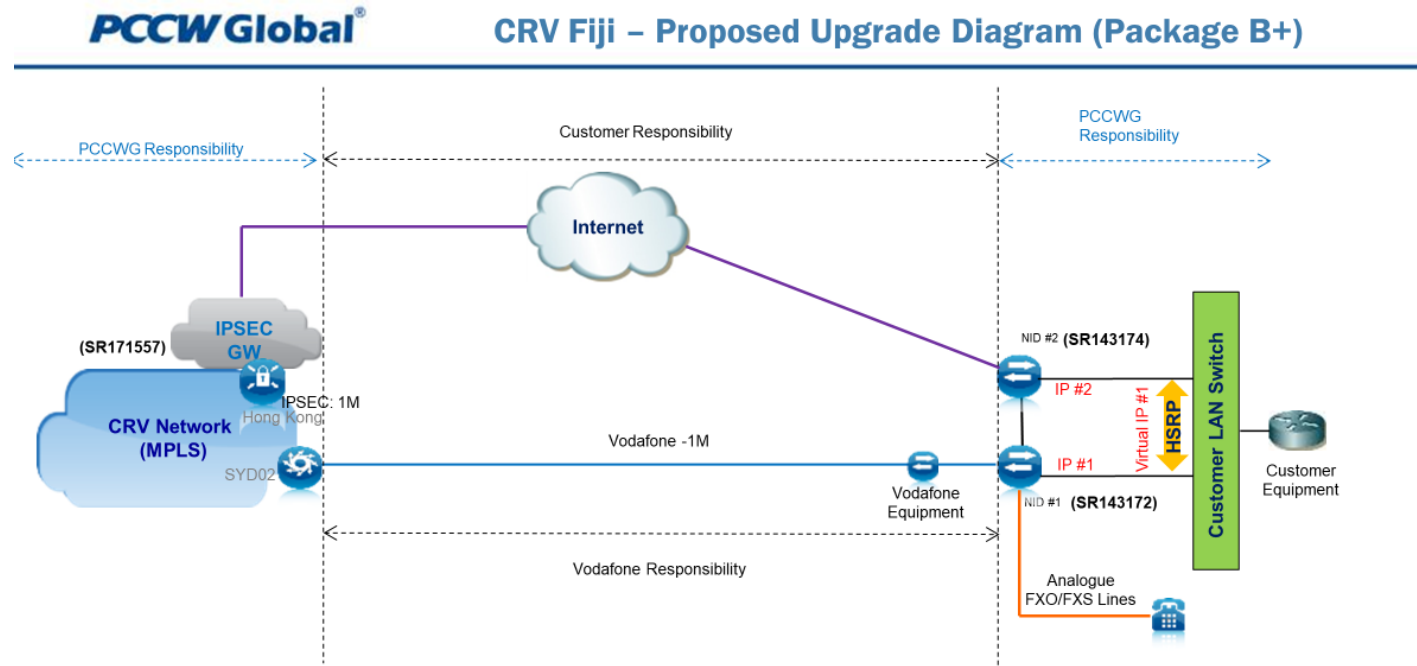 PCCW Global®
CRV Fiji – Proposed Upgrade Diagram (Package B+)
PCCWG Responsibility
Customer Responsibility
PCCWG
Responsibility
Internet
IPSEC
GW
(SR171557)
IPSEC: 1M
Hong Kong
CRV Network
(MPLS)
SYD02
Vodafone -1M
Vodafone
Equipment
Vodafone Responsibility
NID #2 (SR143174)
IP #2
Virtual IP #1
HSRP
IP #1
NID #1 (SR143172)
Customer LAN Switch
Customer
Equipment
Analogue
FXO/FXS Lines